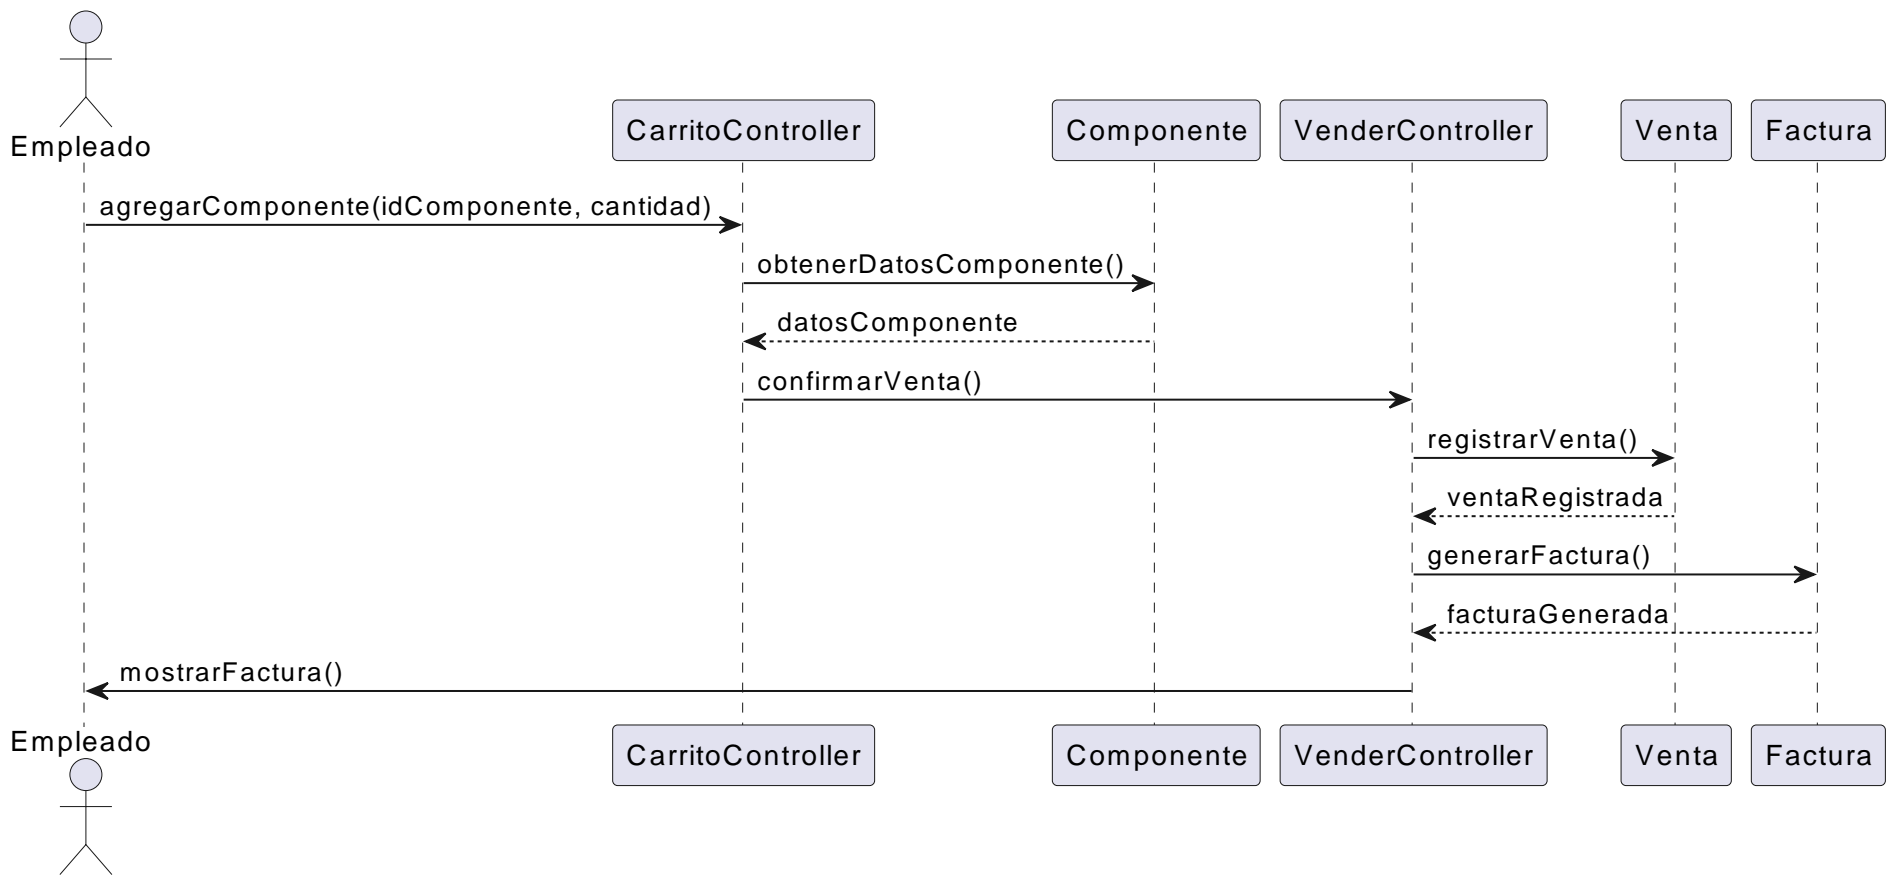 Empleado
CarritoController
Componente
VenderController
Venta
Factura
agregarComponente(idComponente, cantidad)
obtenerDatosComponente()
datosComponente
confirmarVenta()
registrarVenta()
ventaRegistrada
generarFactura()
facturaGenerada
mostrarFactura()
Empleado
CarritoController
Componente
VenderController
Venta
Factura